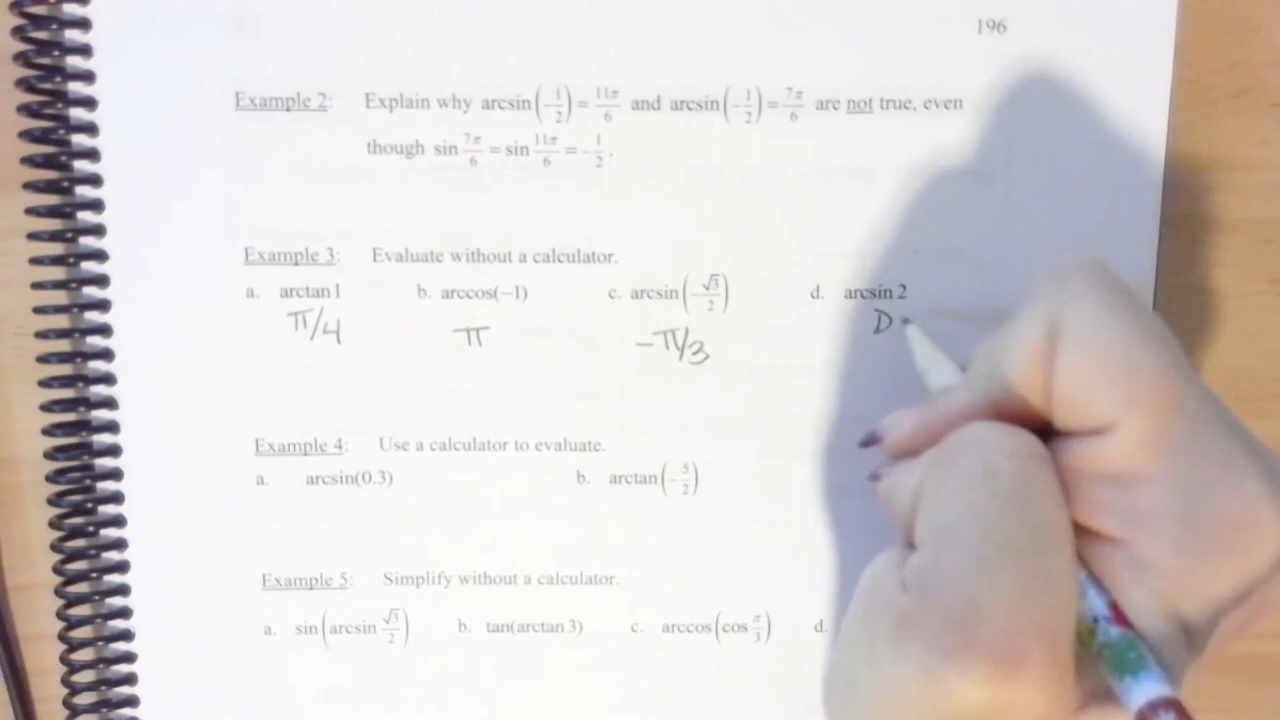 196
Example 2: Explain why arcsin(-1/2) = 11π/6 and arcsin(-1/2) = 7π/6 are not true, even
though sin 7π/6 = sin 11π/6 = -1/2.
Example 3: Evaluate without a calculator.
a. arctan 1 b. arccos(−1) c. arcsin(-√3/2) d. arcsin 2
π/4 π -π/3 D
Example 4: Use a calculator to evaluate.
a. arcsin(0.3) b. arctan(-5/2)
Example 5: Simplify without a calculator.
a. sin(arcsin √3/2) b. tan(arctan 3) c. arccos(cos π/3) d.